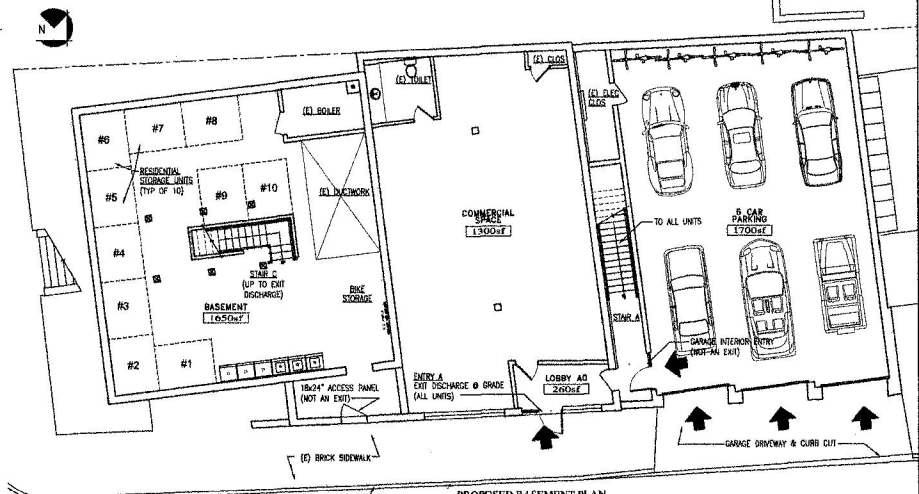 N
(E) CLOS
(E) TOILET
#6
#7
#8
(E) BOILER
(E) ELEC
CLOS
RESIDENTIAL
STORAGE UNITS
(TYP OF 10)
#5
#9
#10
(E) DUCTWORK
COMMERCIAL
SPACE
1300sf
TO ALL UNITS
6 CAR
PARKING
1700sf
#4
STAIR C
(UP TO EXIT
DISCHARGE)
BIKE
STORAGE
#3
BASEMENT
1650sf
STAIR A
GARAGE INTERIOR ENTRY
(NOT AN EXIT)
#2
#1
18x24" ACCESS PANEL
(NOT AN EXIT)
ENTRY A
EXIT DISCHARGE @ GRADE
(ALL UNITS)
LOBBY A0
260sf
GARAGE DRIVEWAY & CURB CUT
(E) BRICK SIDEWALK
PROPOSED BASEMENT PLAN